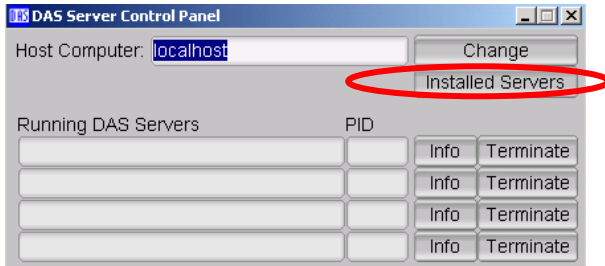 DAS DAS Server Control Panel
Host Computer: localhost Change
Installed Servers
Running DAS Servers PID
Info Terminate
Info Terminate
Info Terminate
Info Terminate